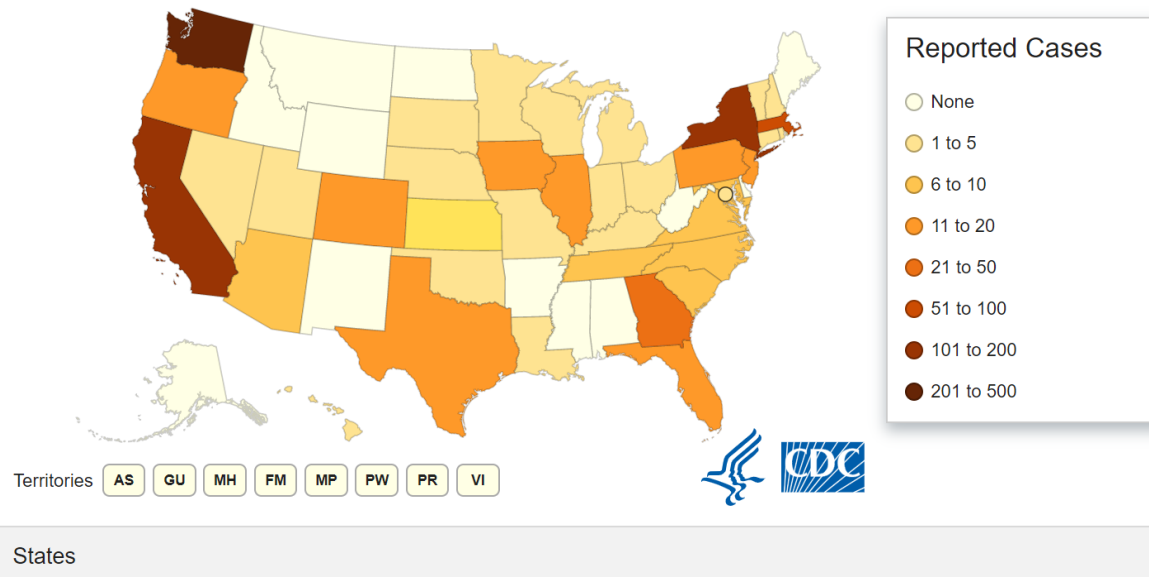 Reported Cases
None
1 to 5
6 to 10
11 to 20
21 to 50
51 to 100
101 to 200
201 to 500
CDC
Territories AS GU MH FM MP PW PR VI
States